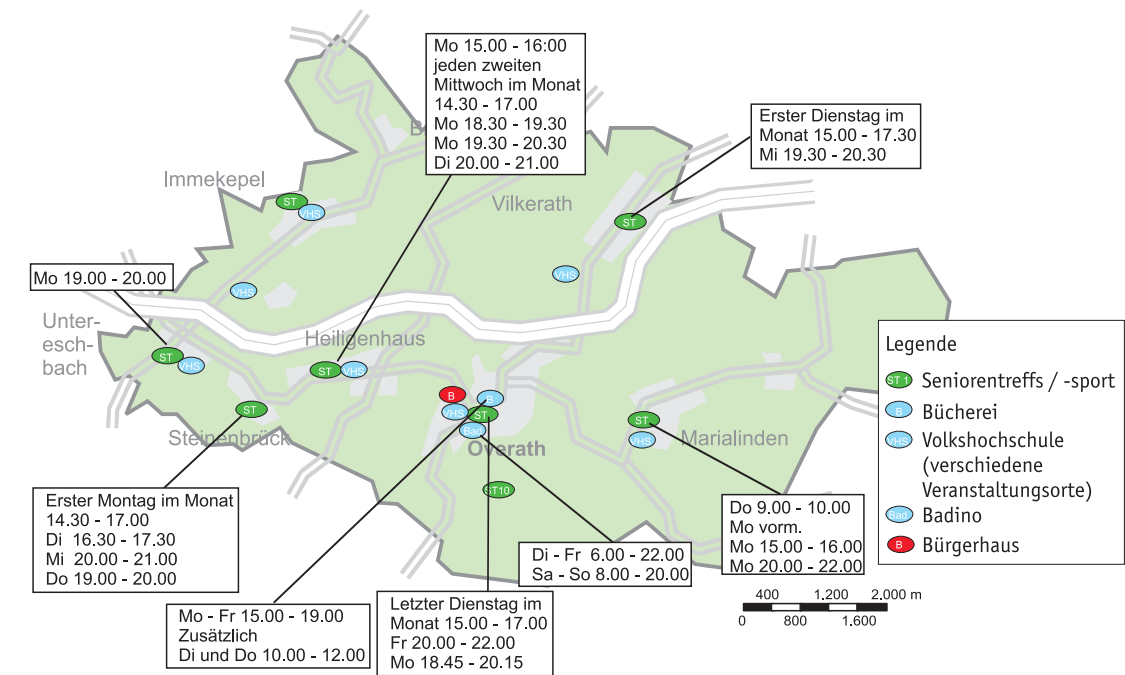 Mo 15.00 - 16:00
jeden zweiten
Mittwoch im Monat
14.30 - 17.00
Mo 18.30 - 19.30
Mo 19.30 - 20.30
Di 20.00 - 21.00
Erster Dienstag im
Monat 15.00 - 17.30
Mi 19.30 - 20.30
B
Immekepel
ST
VHS
Vilkerath
ST
VHS
Mo 19.00 - 20.00
VHS
Unter-
esch-
bach
ST
VHS
Heiligenhaus
ST
VHS
ST
Steinenbrück
B
B
VHS
ST
Bad
Overath
ST10
ST
VHS
Marialinden
Legende
ST 1 Seniorentreffs / -sport
B Bücherei
VHS Volkshochschule
(verschiedene
Veranstaltungsorte)
Bad Badino
B Bürgerhaus
Erster Montag im Monat
14.30 - 17.00
Di 16.30 - 17.30
Mi 20.00 - 21.00
Do 19.00 - 20.00
Mo - Fr 15.00 - 19.00
Zusätzlich
Di und Do 10.00 - 12.00
Letzter Dienstag im
Monat 15.00 - 17.00
Fr 20.00 - 22.00
Mo 18.45 - 20.15
Di - Fr 6.00 - 22.00
Sa - So 8.00 - 20.00
Do 9.00 - 10.00
Mo vorm.
Mo 15.00 - 16.00
Mo 20.00 - 22.00
400 1,200 2,000 m
0 800 1.600